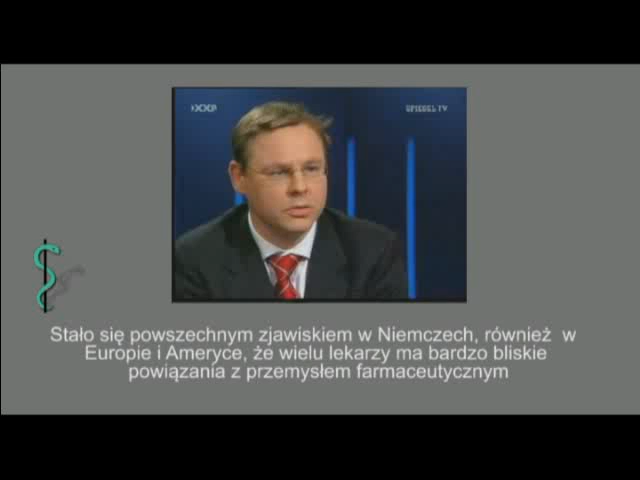 XXP
SPIEGEL TV
Stało się powszechnym zjawiskiem w Niemczech, również w
Europie i Ameryce, że wielu lekarzy ma bardzo bliskie
powiązania z przemysłem farmaceutycznym